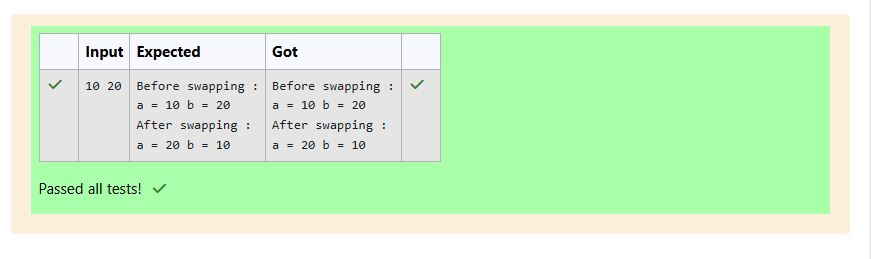 Input Expected Got
10 20 Before swapping : Before swapping :
a = 10 b = 20 a = 10 b = 20
After swapping : After swapping :
a = 20 b = 10 a = 20 b = 10
Passed all tests!